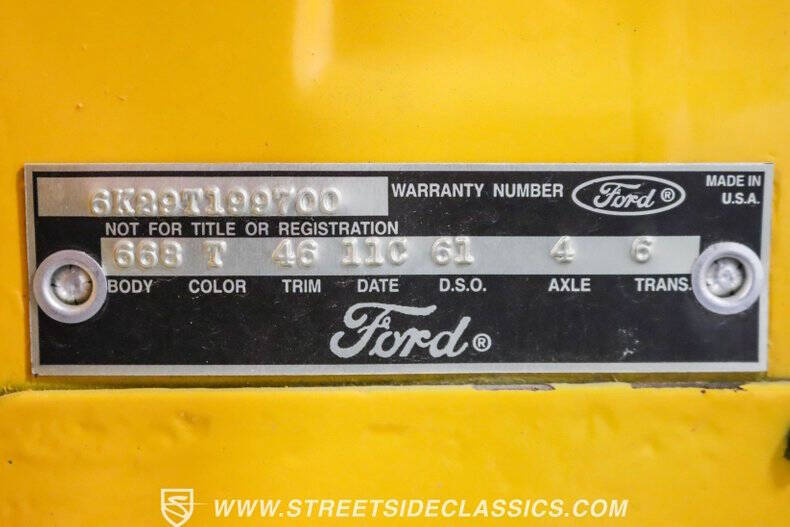 6K29T199700 WARRANTY NUMBER Ford® MADE IN U.S.A.
NOT FOR TITLE OR REGISTRATION
668 T 46 11C 61 4 6
BODY COLOR TRIM DATE D.S.O. AXLE TRANS.
Ford®
WWW.STREETSIDECLASSICS.COM